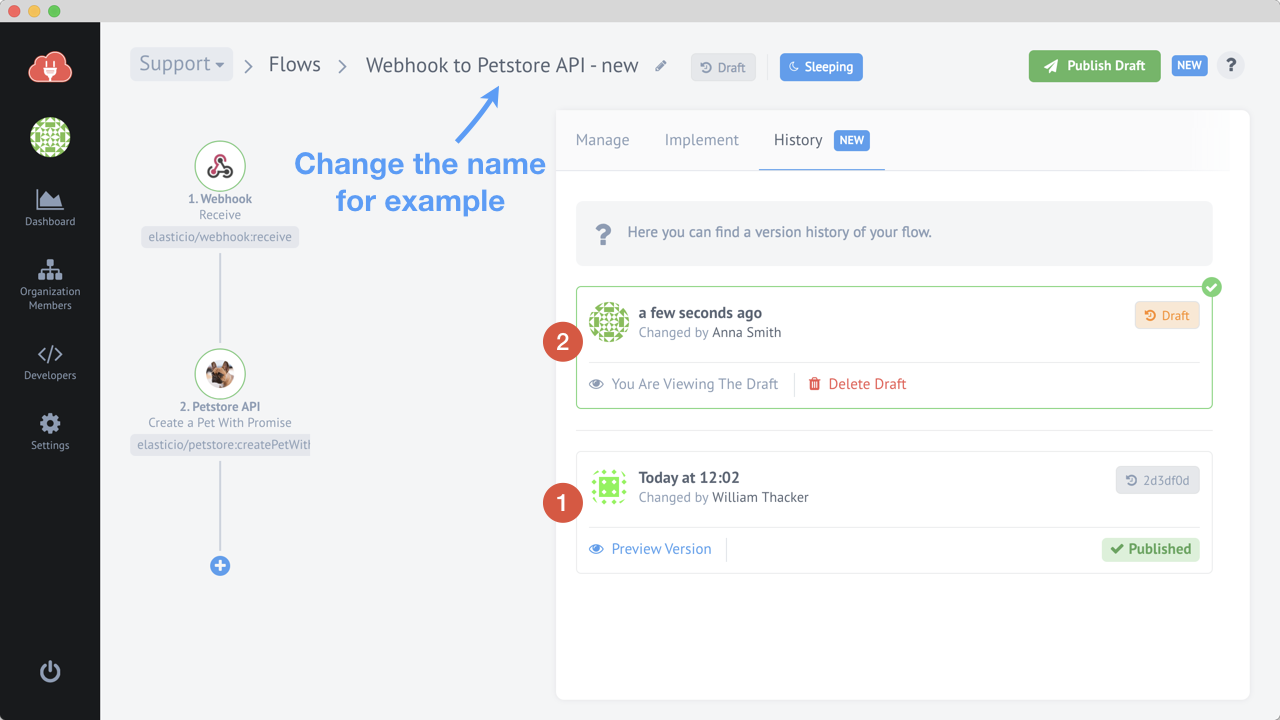 Support
Flows
Webhook to Petstore API - new
Draft
Sleeping
Publish Draft
NEW
?
Dashboard
Organization
Members
Developers
Settings
1. Webhook
Receive
elasticio/webhook:receive
2. Petstore API
Create a Pet With Promise
elasticio/petstore:createPetWith
Change the name
for example
Manage
Implement
History
NEW
? Here you can find a version history of your flow.
2
a few seconds ago
Changed by Anna Smith
Draft
You Are Viewing The Draft
Delete Draft
1
Today at 12:02
Changed by William Thacker
2d3df0d
Preview Version
Published